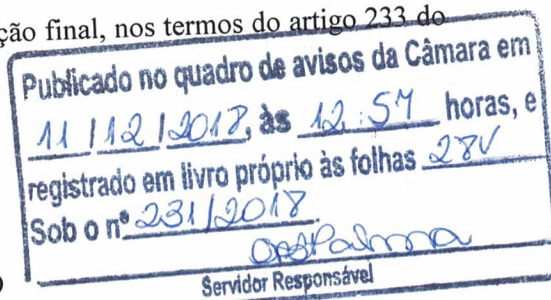 ção final, nos termos do artigo 233 do
Publicado no quadro de avisos da Câmara em
11 / 12 / 2018, às 12:57 horas, e
registrado em livro próprio às folhas 28V
Sob o nº 231/2018
Servidor Responsável